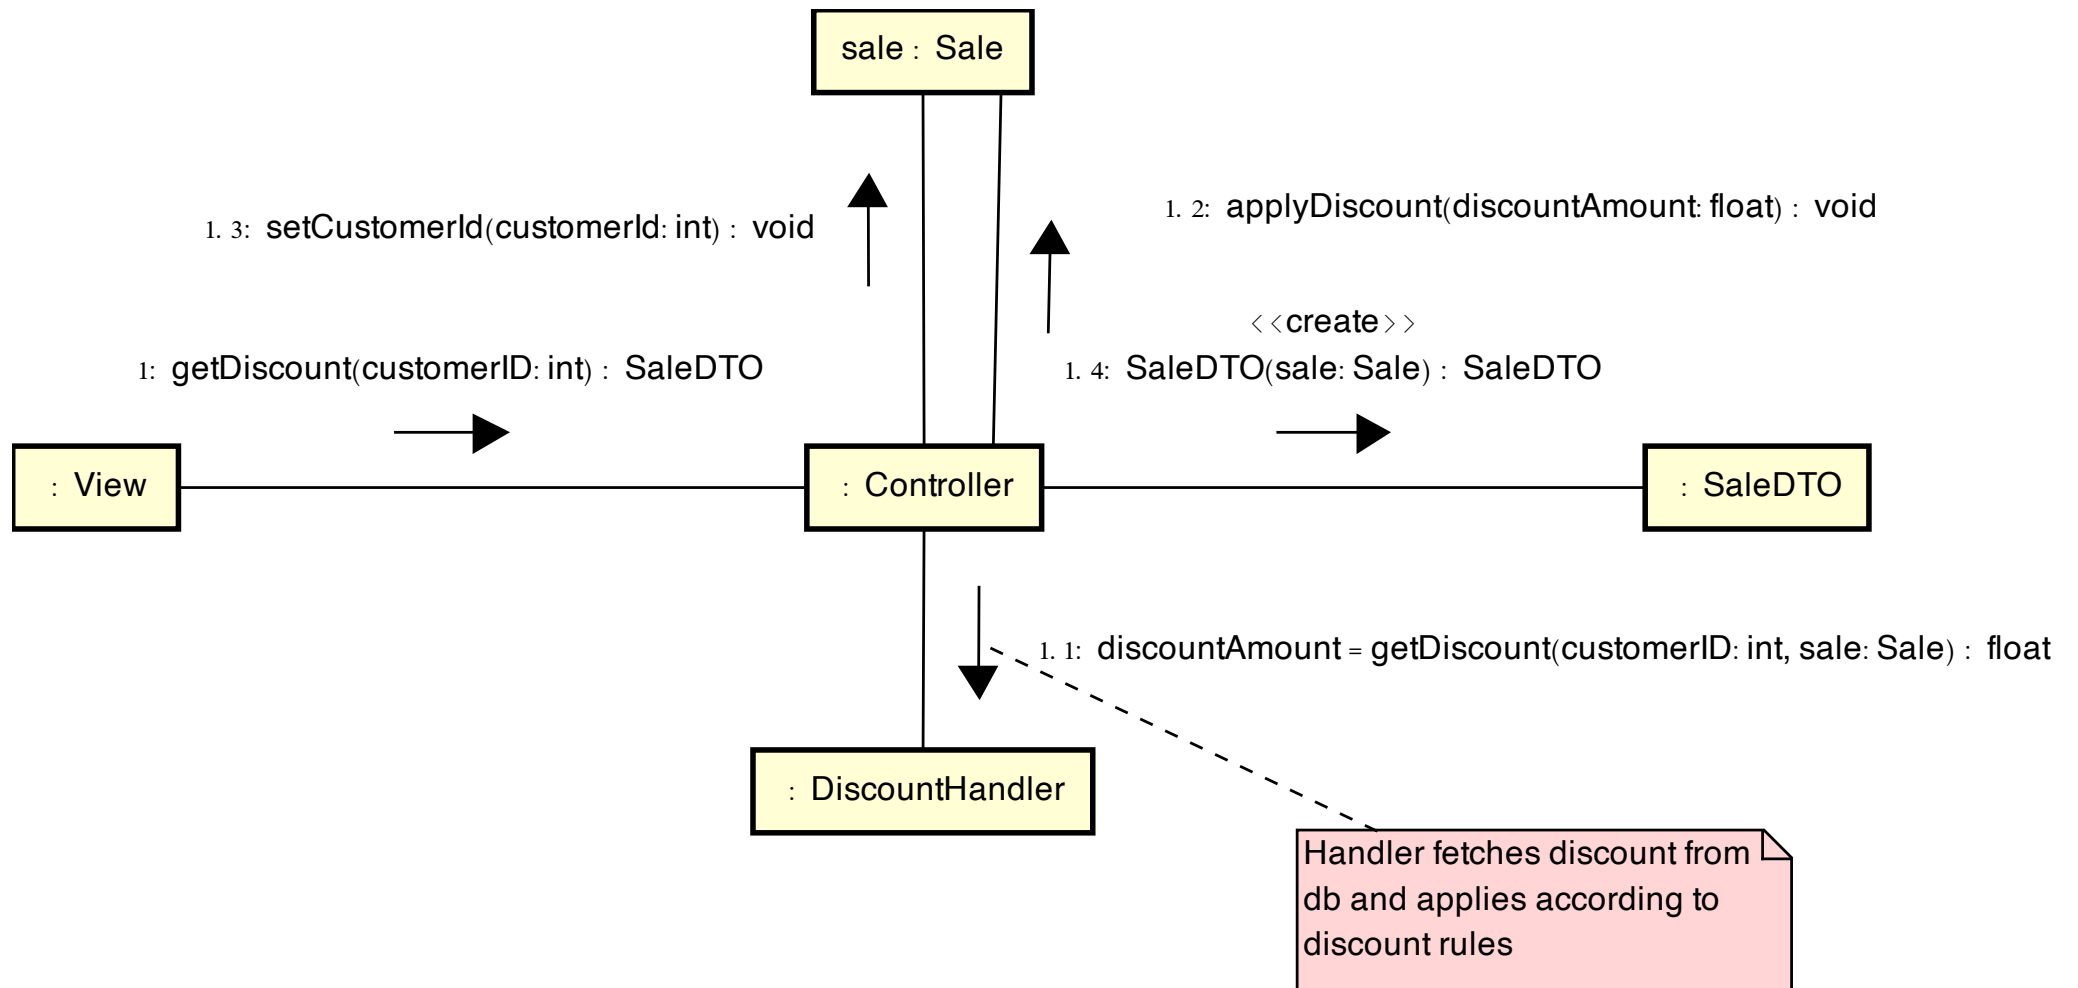 sale : Sale
1. 2: applyDiscount(discountAmount: float) : void
1. 3: setCustomerId(customerId: int) : void
<<create>>
1: getDiscount(customerID: int) : SaleDTO
1. 4: SaleDTO(sale: Sale) : SaleDTO
: View
: Controller
: SaleDTO
1. 1: discountAmount = getDiscount(customerID: int, sale: Sale) : float
: DiscountHandler
Handler fetches discount from
db and applies according to
discount rules